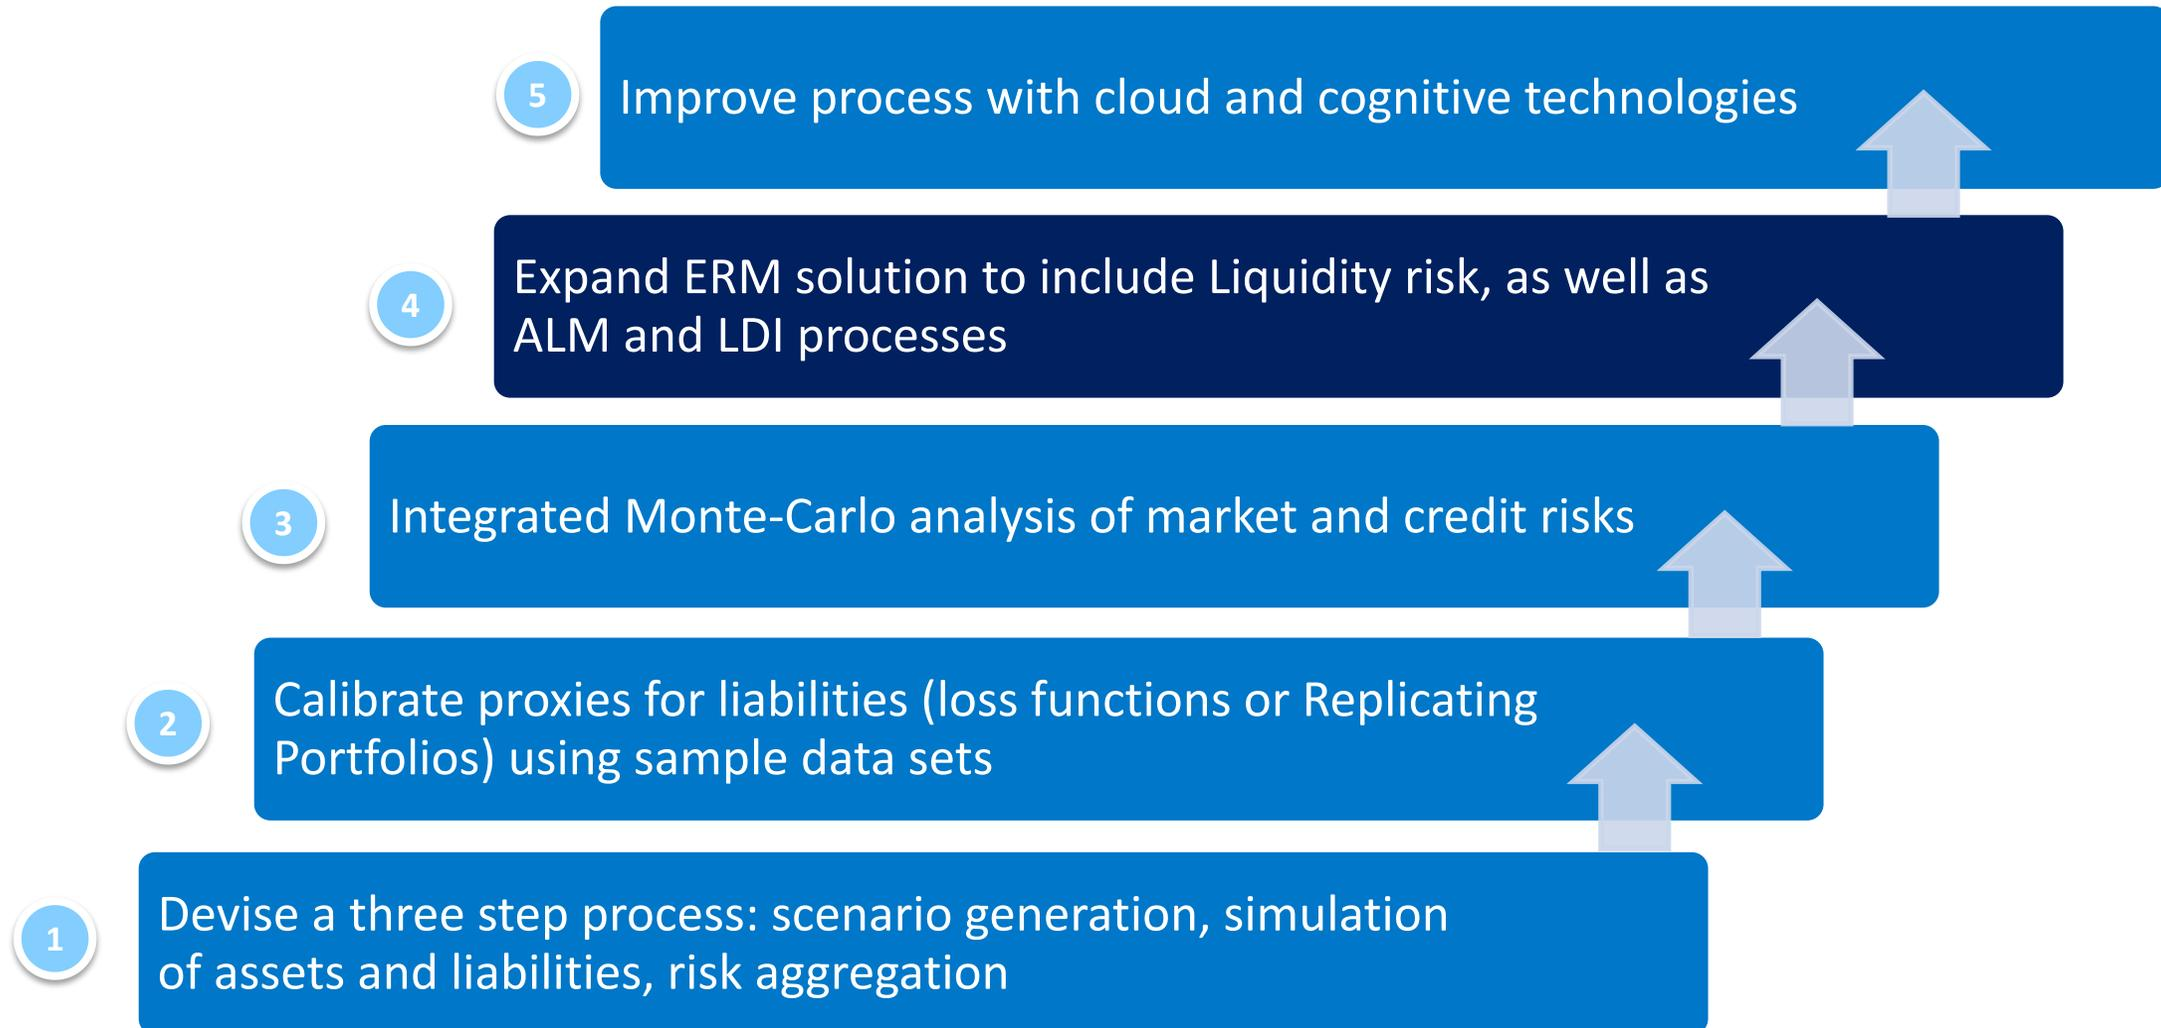 5
Improve process with cloud and cognitive technologies
4
Expand ERM solution to include Liquidity risk, as well as
ALM and LDI processes
3
Integrated Monte-Carlo analysis of market and credit risks
2
Calibrate proxies for liabilities (loss functions or Replicating
Portfolios) using sample data sets
1
Devise a three step process: scenario generation, simulation
of assets and liabilities, risk aggregation